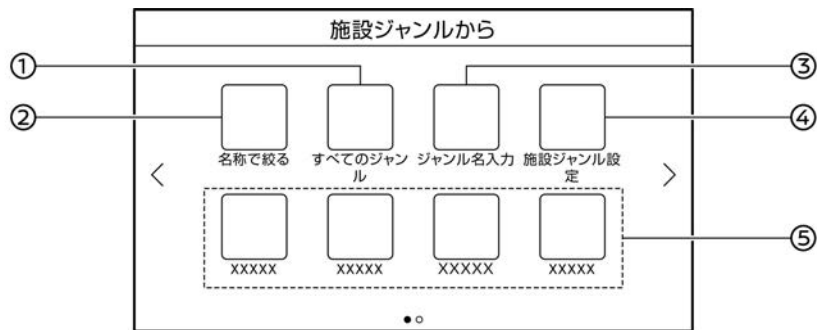 施設ジャンルから
①
③
②
④
名称で絞る
すべてのジャン
ル
ジャンル名入力
施設ジャンル設
定
XXXXX
XXXXX
XXXXX
XXXXX
⑤